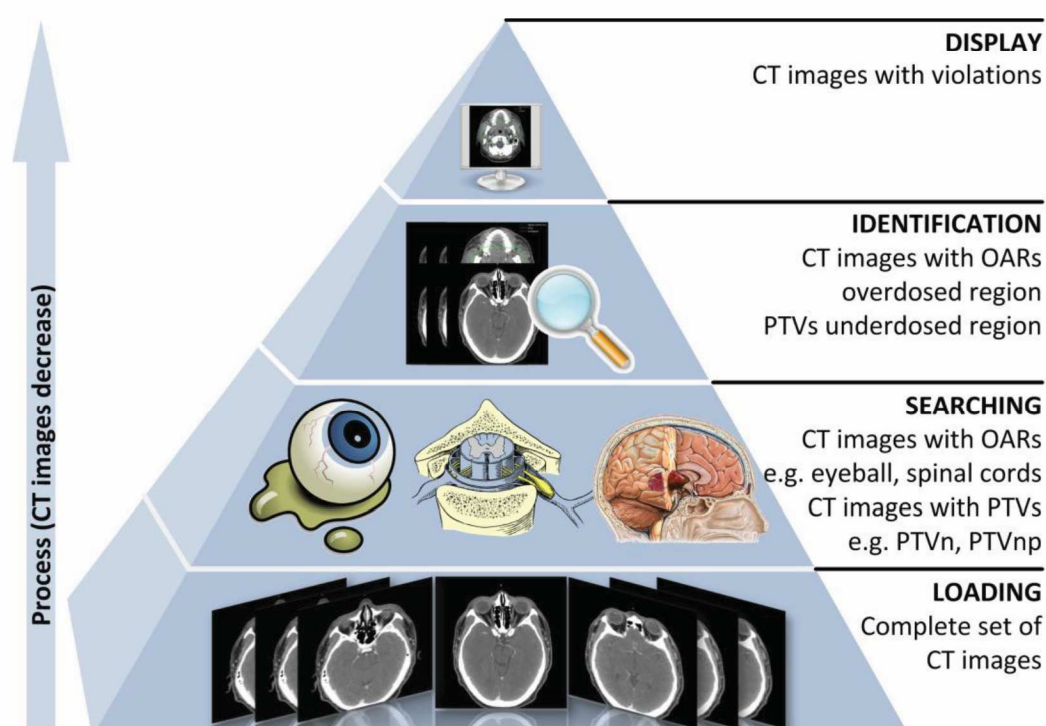 DISPLAY
CT images with violations
IDENTIFICATION
CT images with OARs
overdosed region
PTVs underdosed region
SEARCHING
CT images with OARs
e.g. eyeball, spinal cords
CT images with PTVs
e.g. PTVn, PTVnp
LOADING
Complete set of
CT images
Process (CT images decrease)